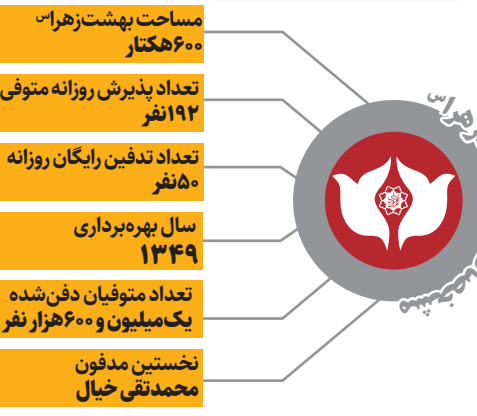 مساحت بهشت‌زهرا(س)
۶۰۰هکتار
تعداد پذیرش روزانه متوفی
۱۹۲نفر
تعداد تدفین رایگان روزانه
۵۰نفر
سال بهره‌برداری
۱۳۴۹
تعداد متوفیان دفن‌شده
یک‌میلیون و ۶۰۰هزار نفر
نخستین مدفون
محمدتقی خیال